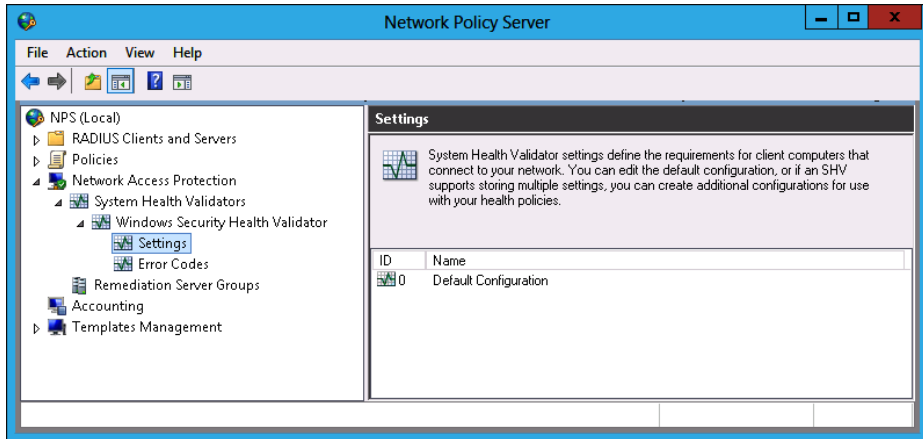 Network Policy Server
File Action View Help
NPS (Local)
RADIUS Clients and Servers
Policies
Network Access Protection
System Health Validators
Windows Security Health Validator
Settings
Error Codes
Remediation Server Groups
Accounting
Templates Management
Settings
System Health Validator settings define the requirements for client computers that
connect to your network. You can edit the default configuration, or if an SHV
supports storing multiple settings, you can create additional configurations for use
with your health policies.
ID Name
0 Default Configuration